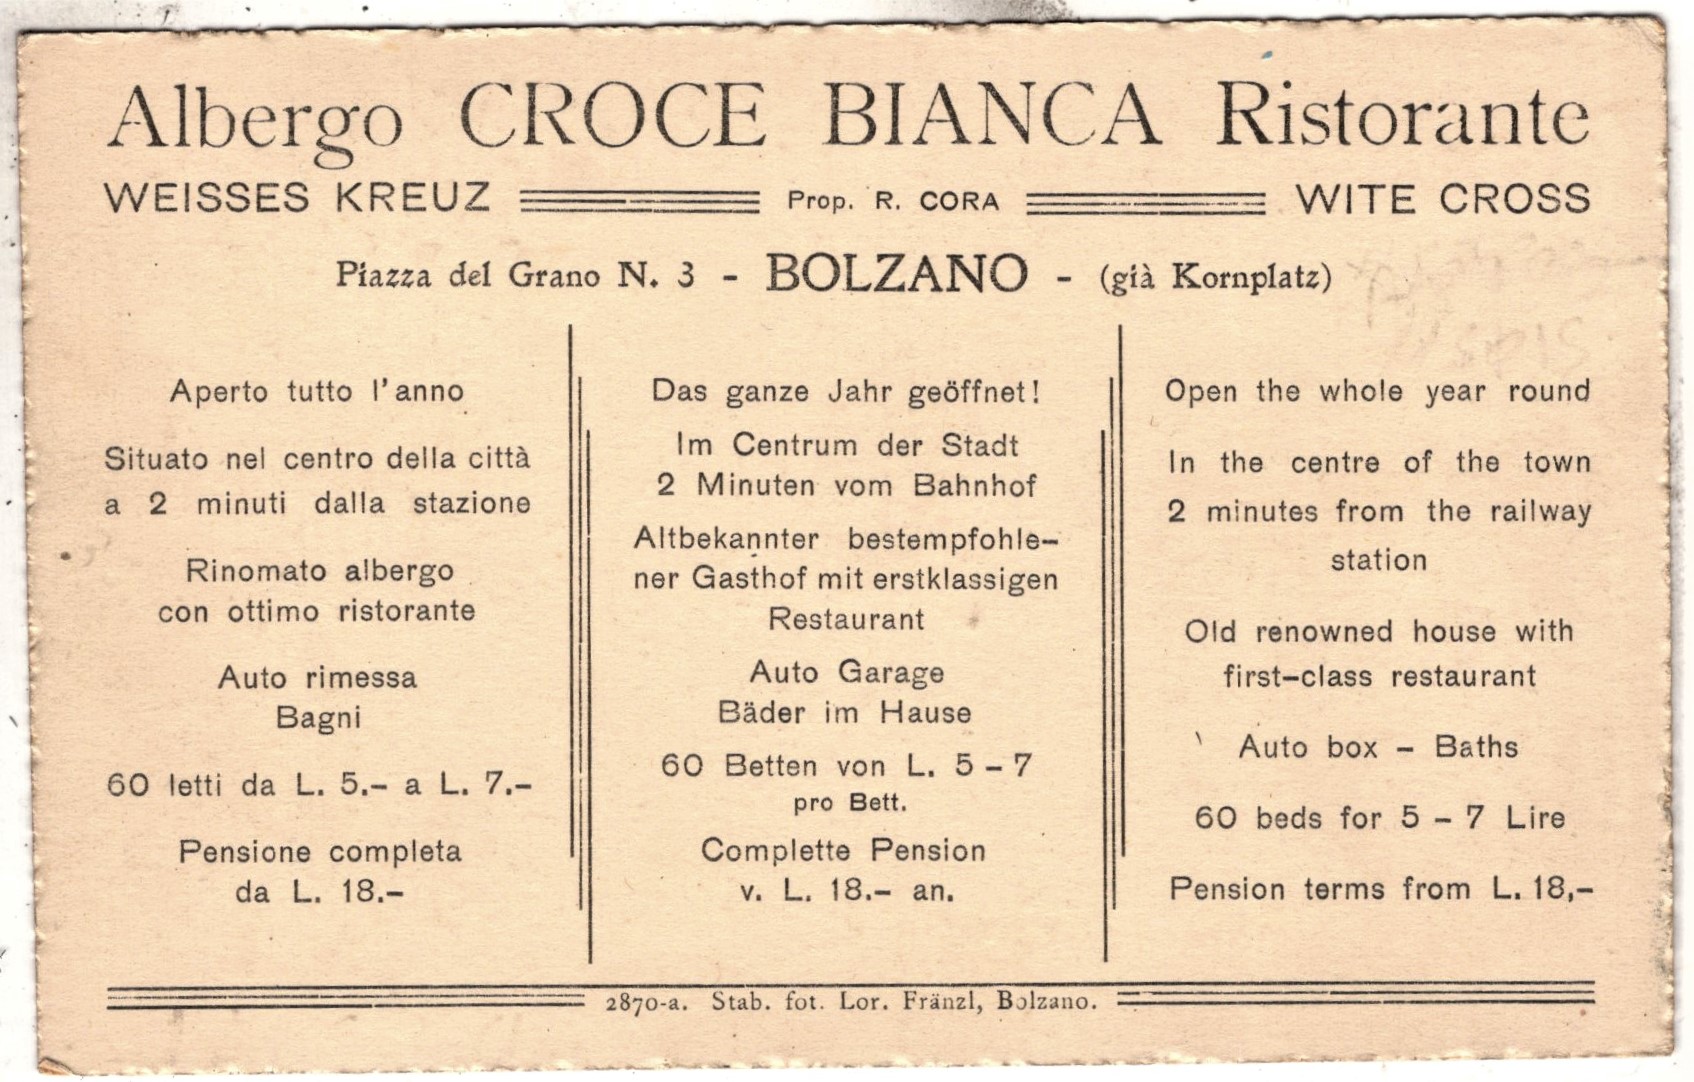 Albergo CROCE BIANCA Ristorante
WEISSES KREUZ Prop. R. CORA WITE CROSS
Piazza del Grano N. 3 - BOLZANO - (già Kornplatz)
Aperto tutto l'anno
Situato nel centro della città
a 2 minuti dalla stazione
Rinomato albergo
con ottimo ristorante
Auto rimessa
Bagni
60 letti da L. 5.- a L. 7.-
Pensione completa
da L. 18.-
Das ganze Jahr geöffnet!
Im Centrum der Stadt
2 Minuten vom Bahnhof
Altbekannter bestempfohle-
ner Gasthof mit erstklassigen
Restaurant
Auto Garage
Bäder im Hause
60 Betten von L. 5 - 7
pro Bett.
Complette Pension
v. L. 18.- an.
Open the whole year round
In the centre of the town
2 minutes from the railway
station
Old renowned house with
first-class restaurant
Auto box - Baths
60 beds for 5 - 7 Lire
Pension terms from L. 18,-
2870-a. Stab. fot. Lor. Fränzl, Bolzano.